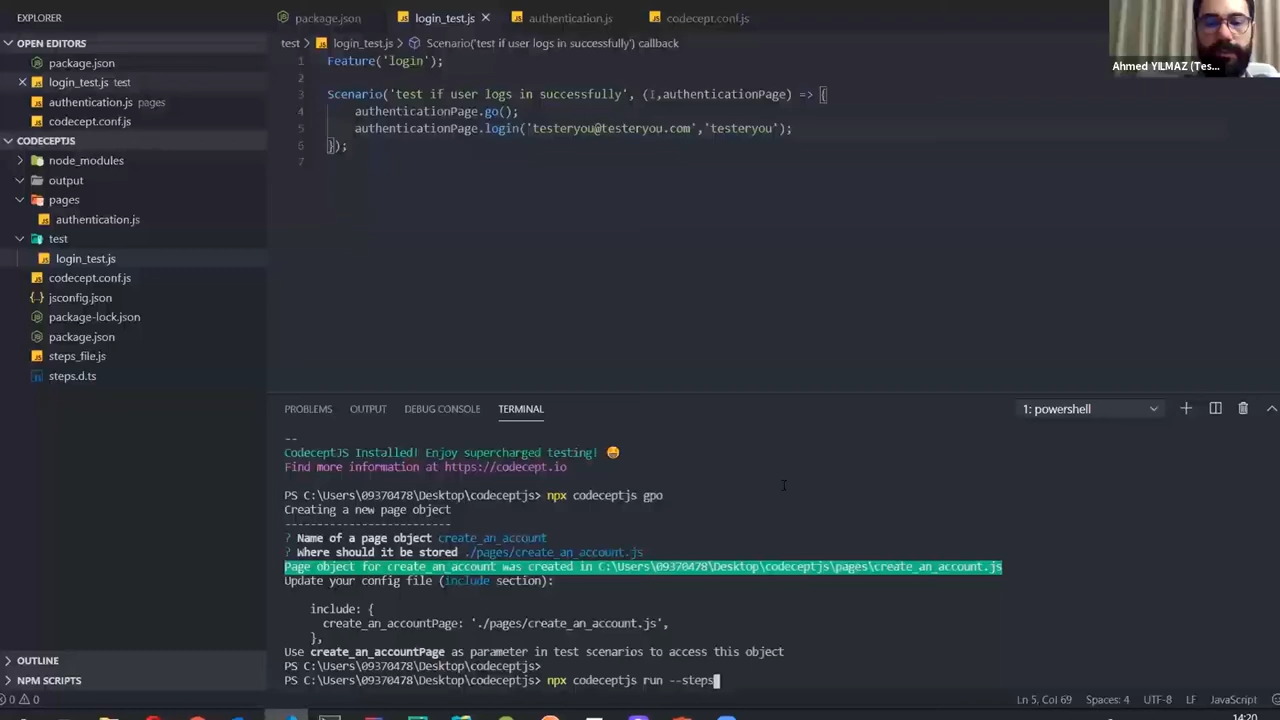 EXPLORER
OPEN EDITORS
package.json
login_test.js test
authentication.js pages
codecept.conf.js
CODECEPTJS
node_modules
output
pages
authentication.js
test
login_test.js
codecept.conf.js
jsconfig.json
package-lock.json
package.json
steps_file.js
steps.d.ts
OUTLINE
NPM SCRIPTS
0 0
package.json login_test.js authentication.js codecept.conf.js
test > login_test.js > Scenario('test if user logs in successfully') callback
1 Feature('login');
2
3 Scenario('test if user logs in successfully', (I,authenticationPage) => {
4 authenticationPage.go();
5 authenticationPage.login('testeryou@testeryou.com','testeryou');
6 });
7
Ahmed YILMAZ (Tes...
PROBLEMS OUTPUT DEBUG CONSOLE TERMINAL 1: powershell
--
CodeceptJS Installed! Enjoy supercharged testing! 🤩
Find more information at https://codecept.io
PS C:\Users\09370478\Desktop\codeceptjs> npx codeceptjs gpo
Creating a new page object
--------------------------
? Name of a page object create_an_account
? Where should it be stored ./pages/create_an_account.js
Page object for create_an_account was created in C:\Users\09370478\Desktop\codeceptjs\pages\create_an_account.js
Update your config file (include section):
include: {
create_an_accountPage: './pages/create_an_account.js',
},
Use create_an_accountPage as parameter in test scenarios to access this object
PS C:\Users\09370478\Desktop\codeceptjs>
PS C:\Users\09370478\Desktop\codeceptjs> npx codeceptjs run --steps
Ln 5, Col 69 Spaces: 4 UTF-8 LF JavaScript
14:20